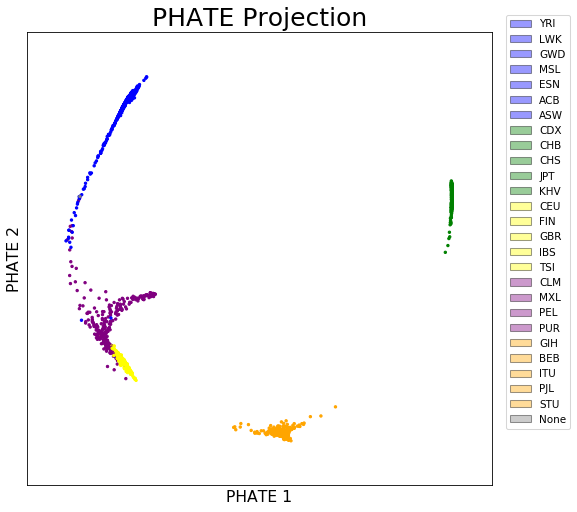 PHATE Projection
YRI
LWK
GWD
MSL
ESN
ACB
ASW
CDX
CHB
CHS
JPT
KHV
CEU
FIN
GBR
IBS
TSI
CLM
MXL
PEL
PUR
GIH
BEB
ITU
PJL
STU
None
PHATE 2
PHATE 1